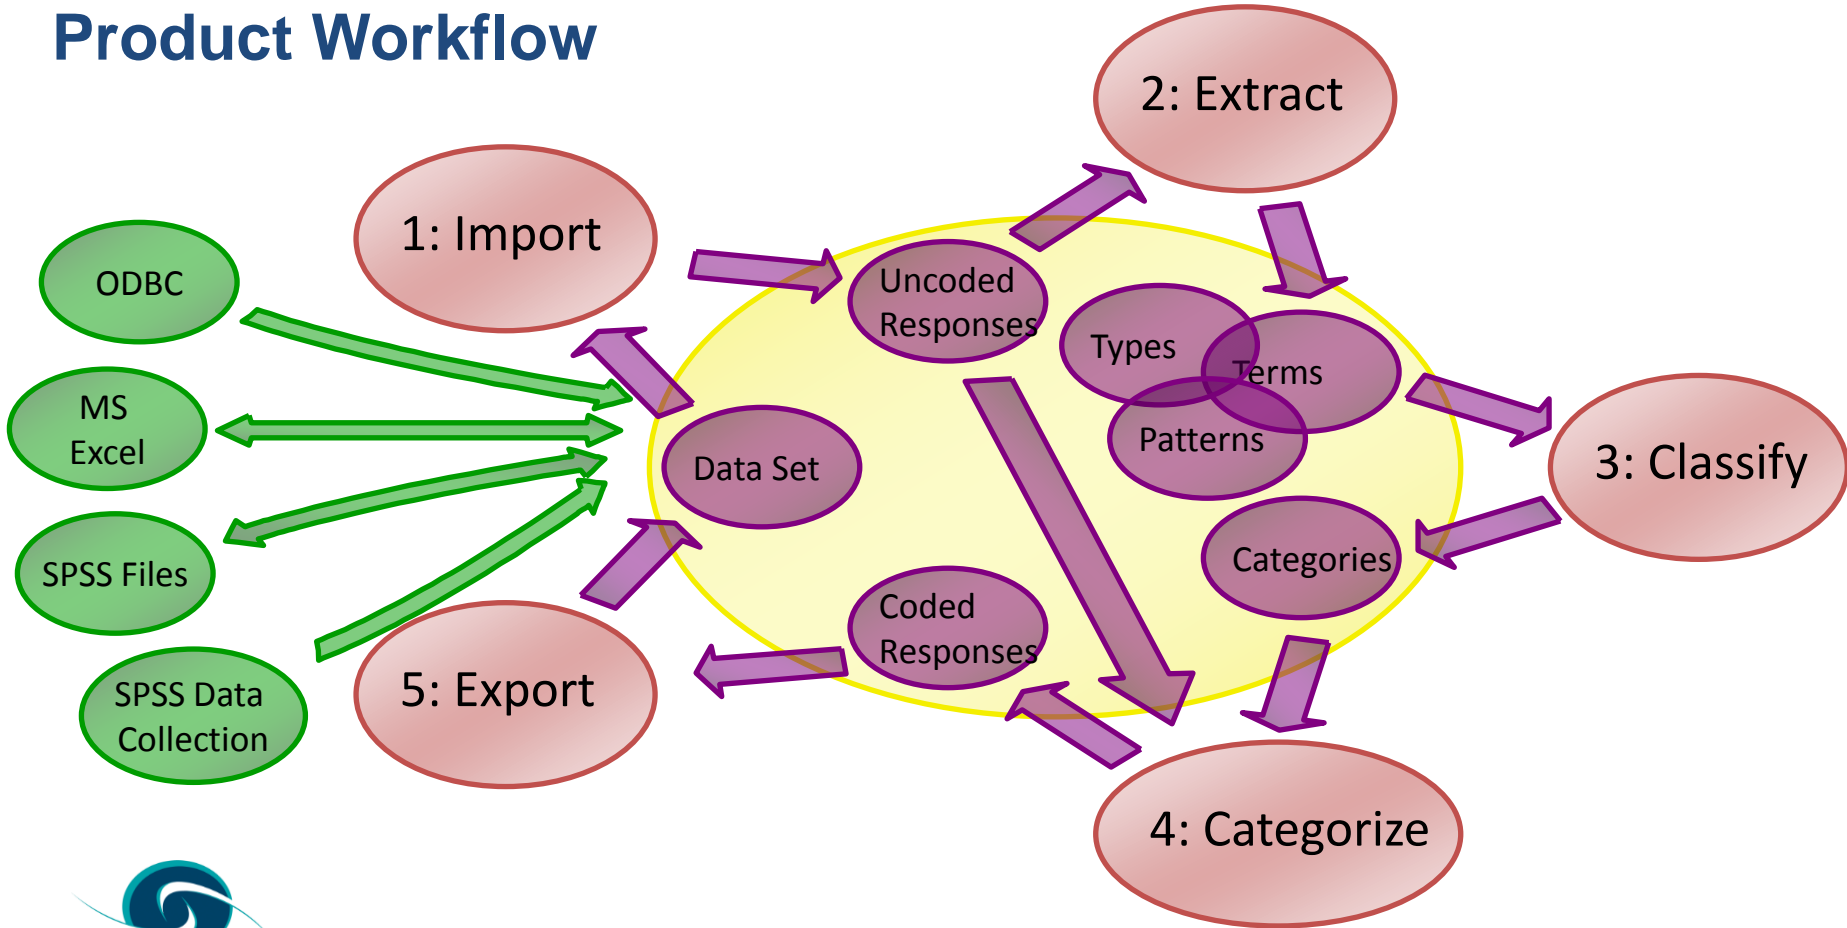 Product Workflow
2: Extract
1: Import
ODBC
Uncoded
Responses
Types
Terms
MS
Excel
Patterns
Data Set
3: Classify
SPSS Files
Categories
Coded
Responses
5: Export
SPSS Data
Collection
4: Categorize